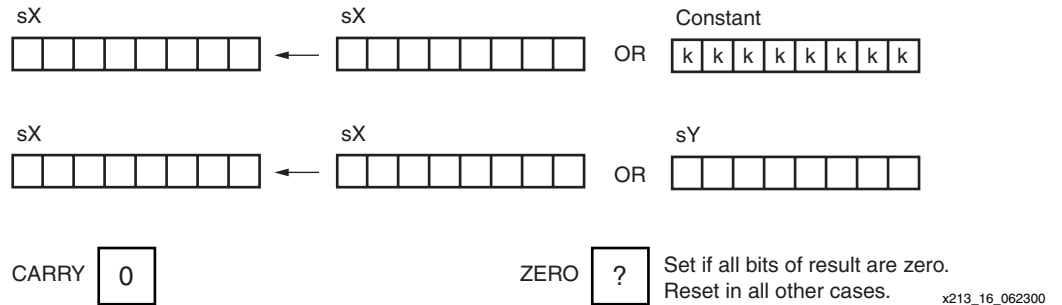 sX sX Constant
OR k k k k k k k k
sX sX sY
OR
CARRY 0 ZERO ? Set if all bits of result are zero.
Reset in all other cases. x213_16_062300